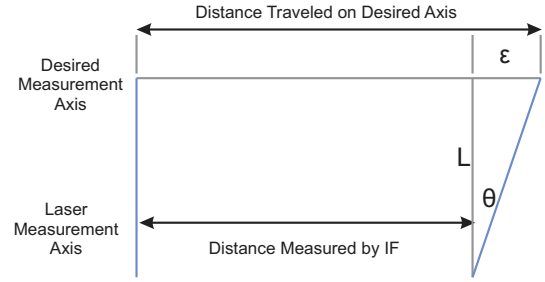 Distance Traveled on Desired Axis
ε
Desired
Measurement
Axis
L
θ
Laser
Measurement
Axis
Distance Measured by IF